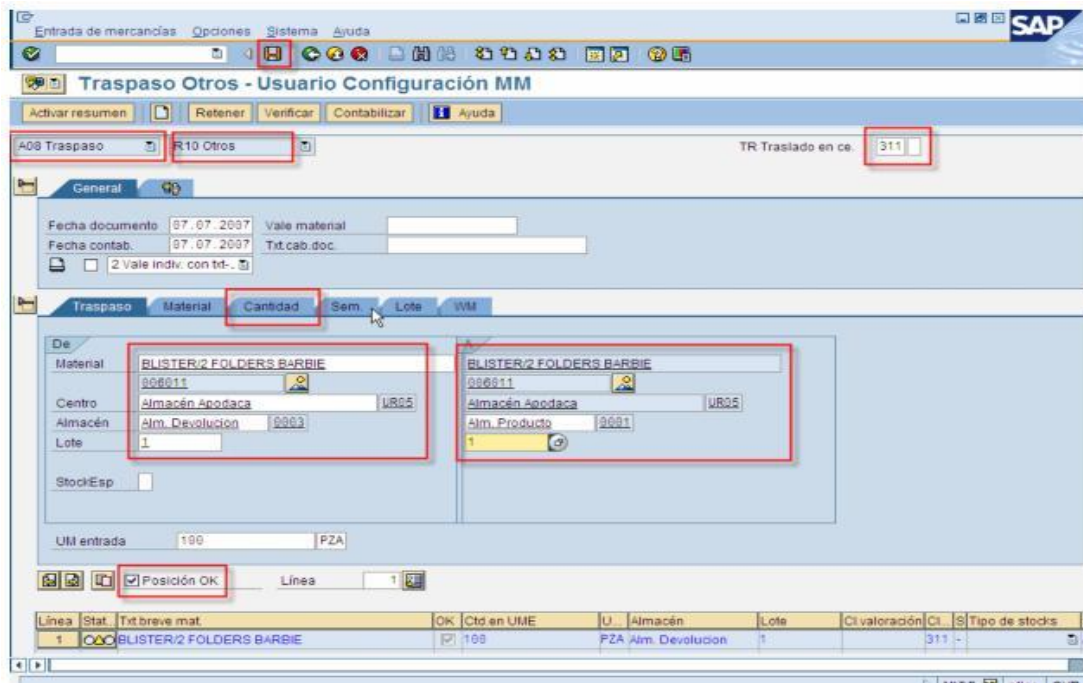 Entrada de mercancías Opciones Sistema Ayuda
SAP
Traspaso Otros - Usuario Configuración MM
Activar resumen Retener Verificar Contabilizar Ayuda
A08 Traspaso R10 Otros TR Traslado en ce. 311
General
Fecha documento 07.07.2007 Vale material
Fecha contab. 07.07.2007 Txt.cab.doc.
2 Vale indiv. con txt-.
Traspaso Material Cantidad Sem. Lote WM
De A
Material BLISTER/2 FOLDERS BARBIE BLISTER/2 FOLDERS BARBIE
006011 006011
Centro Almacén Apodaca UR05 Almacén Apodaca UR05
Almacén Alm. Devolucion 0003 Alm. Producto 0001
Lote 1 1
StockEsp
UM entrada 100 PZA
Posición OK Línea 1
Línea Stat. Txt.breve mat. OK Ctd en UME U... Almacén Lote Cl.valoración Cl... S Tipo de stocks
1 BLISTER/2 FOLDERS BARBIE 100 PZA Alm. Devolucion 1 311 -